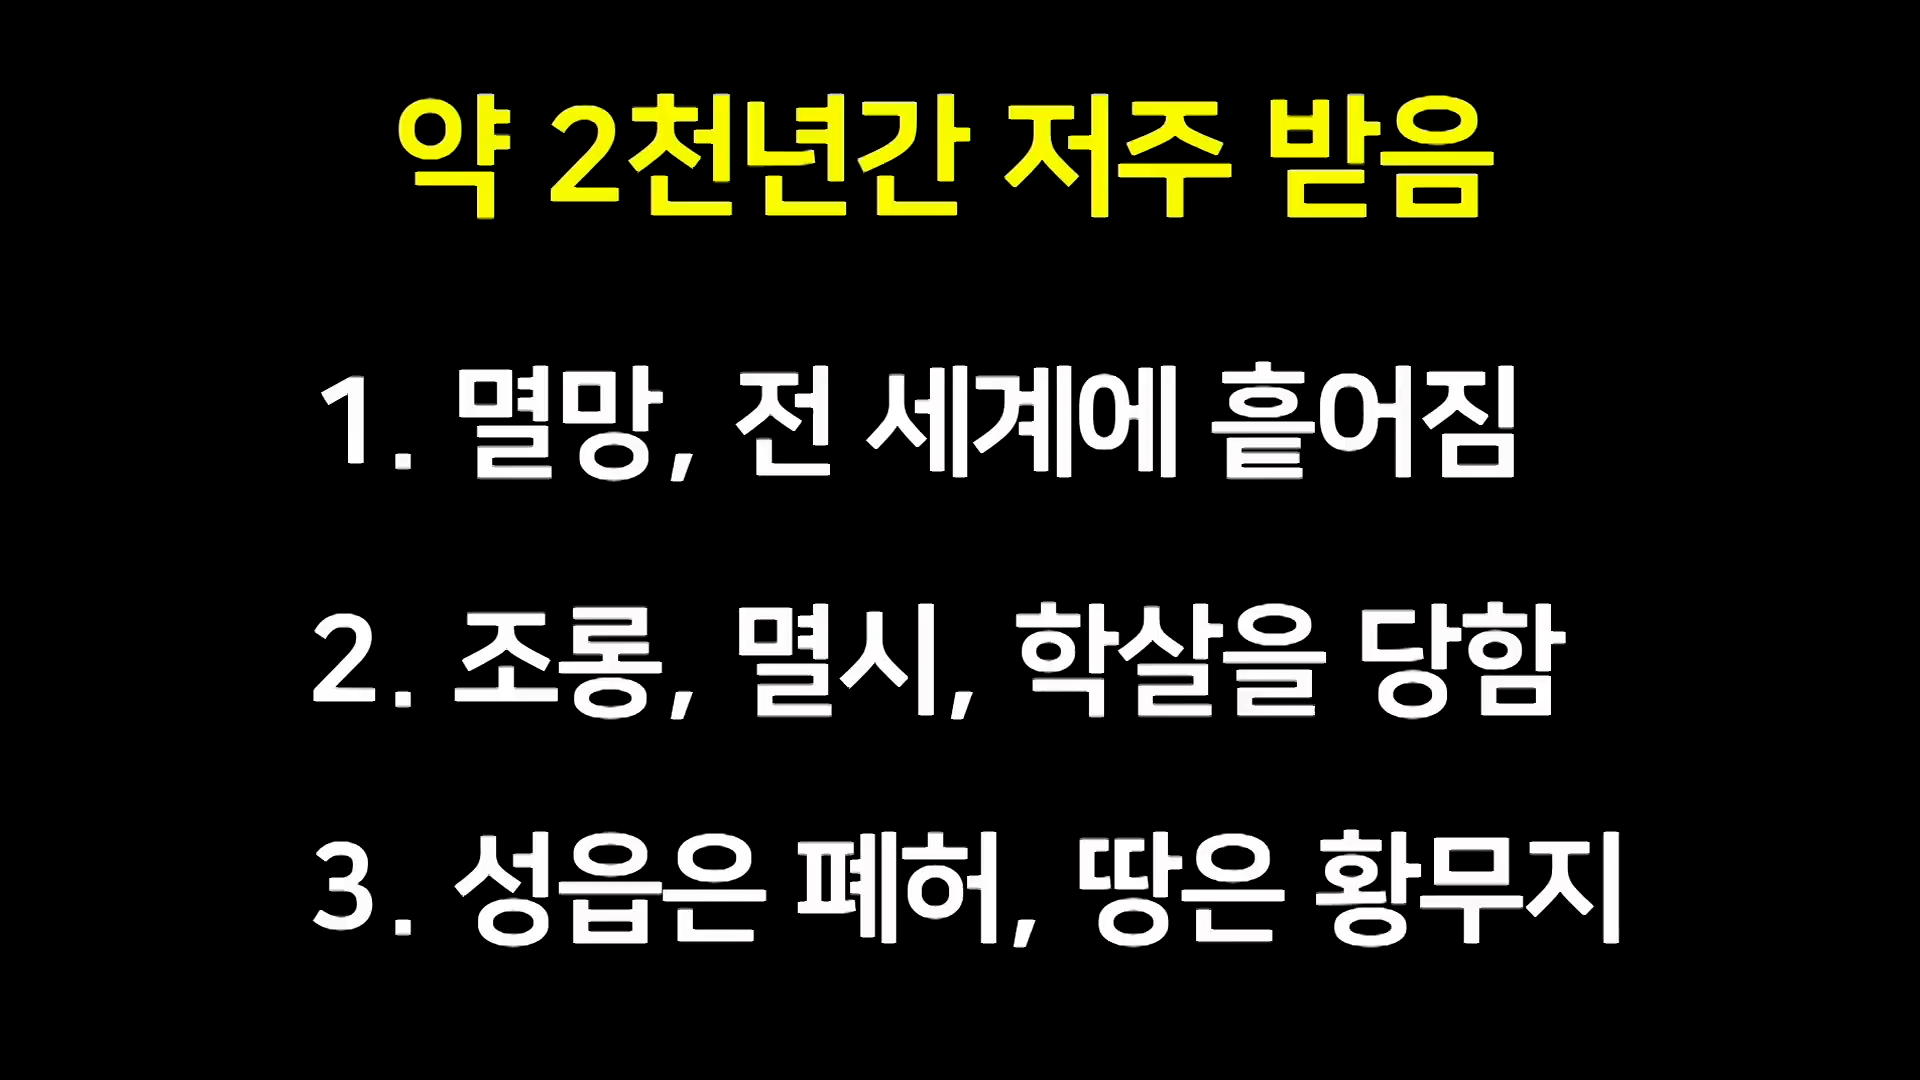 약 2천년간 저주 받음
1. 멸망, 전 세계에 흩어짐
2. 조롱, 멸시, 학살을 당함
3. 성읍은 폐허, 땅은 황무지